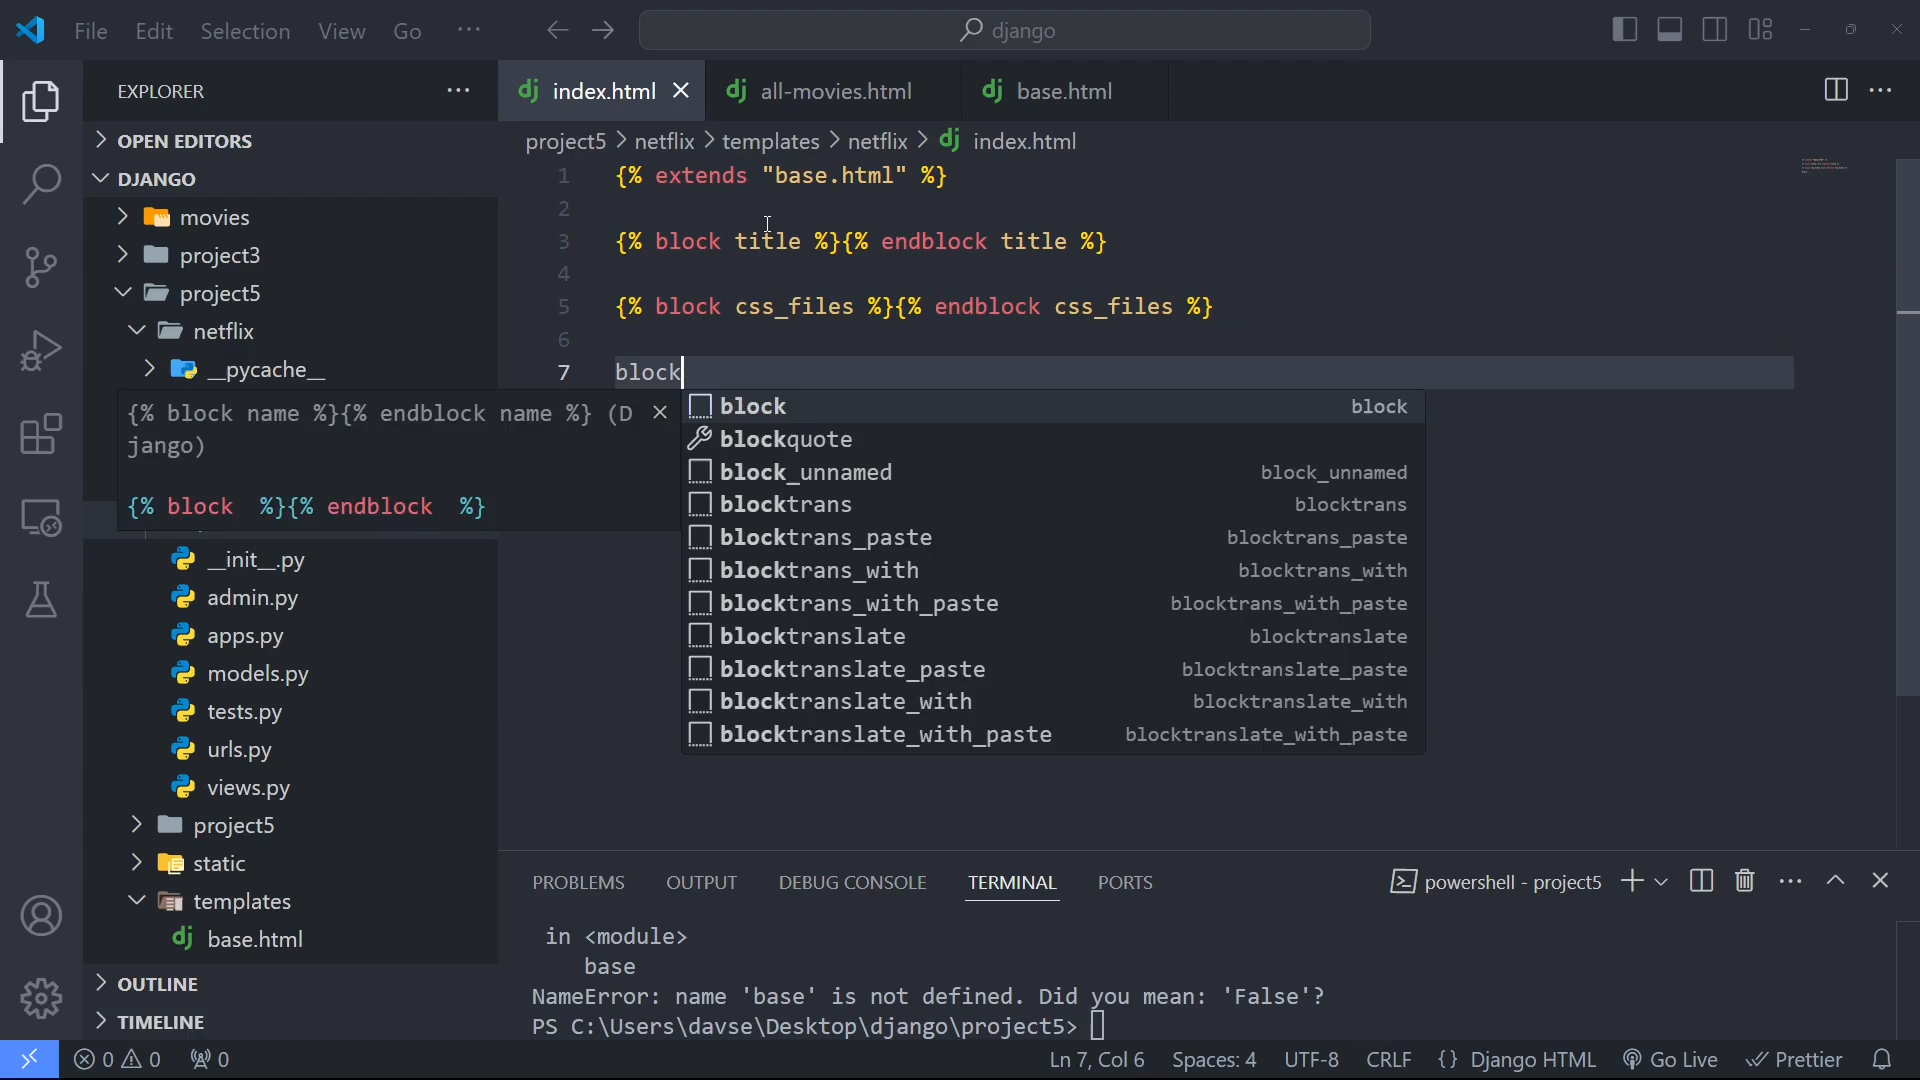 File Edit Selection View Go ··· django
EXPLORER ···
index.html all-movies.html base.html ···
OPEN EDITORS
project5 > netflix > templates > netflix > index.html
DJANGO
movies
project3
project5
netflix
__pycache__
1 {% extends "base.html" %}
2
3 {% block title %}{% endblock title %}
4
5 {% block css_files %}{% endblock css_files %}
6
7 block
{% block name %}{% endblock name %} (D
jango)
{% block  %}{% endblock  %}
block block
blockquote
block_unnamed block_unnamed
blocktrans blocktrans
blocktrans_paste blocktrans_paste
blocktrans_with blocktrans_with
blocktrans_with_paste blocktrans_with_paste
blocktranslate blocktranslate
blocktranslate_paste blocktranslate_paste
blocktranslate_with blocktranslate_with
blocktranslate_with_paste blocktranslate_with_paste
__init__.py
admin.py
apps.py
models.py
tests.py
urls.py
views.py
project5
static
templates
base.html
OUTLINE
TIMELINE
PROBLEMS OUTPUT DEBUG CONSOLE TERMINAL PORTS powershell - project5 ···
in <module>
base
NameError: name 'base' is not defined. Did you mean: 'False'?
PS C:\Users\davse\Desktop\django\project5>
0 0 0 Ln 7, Col 6 Spaces: 4 UTF-8 CRLF {} Django HTML Go Live Prettier